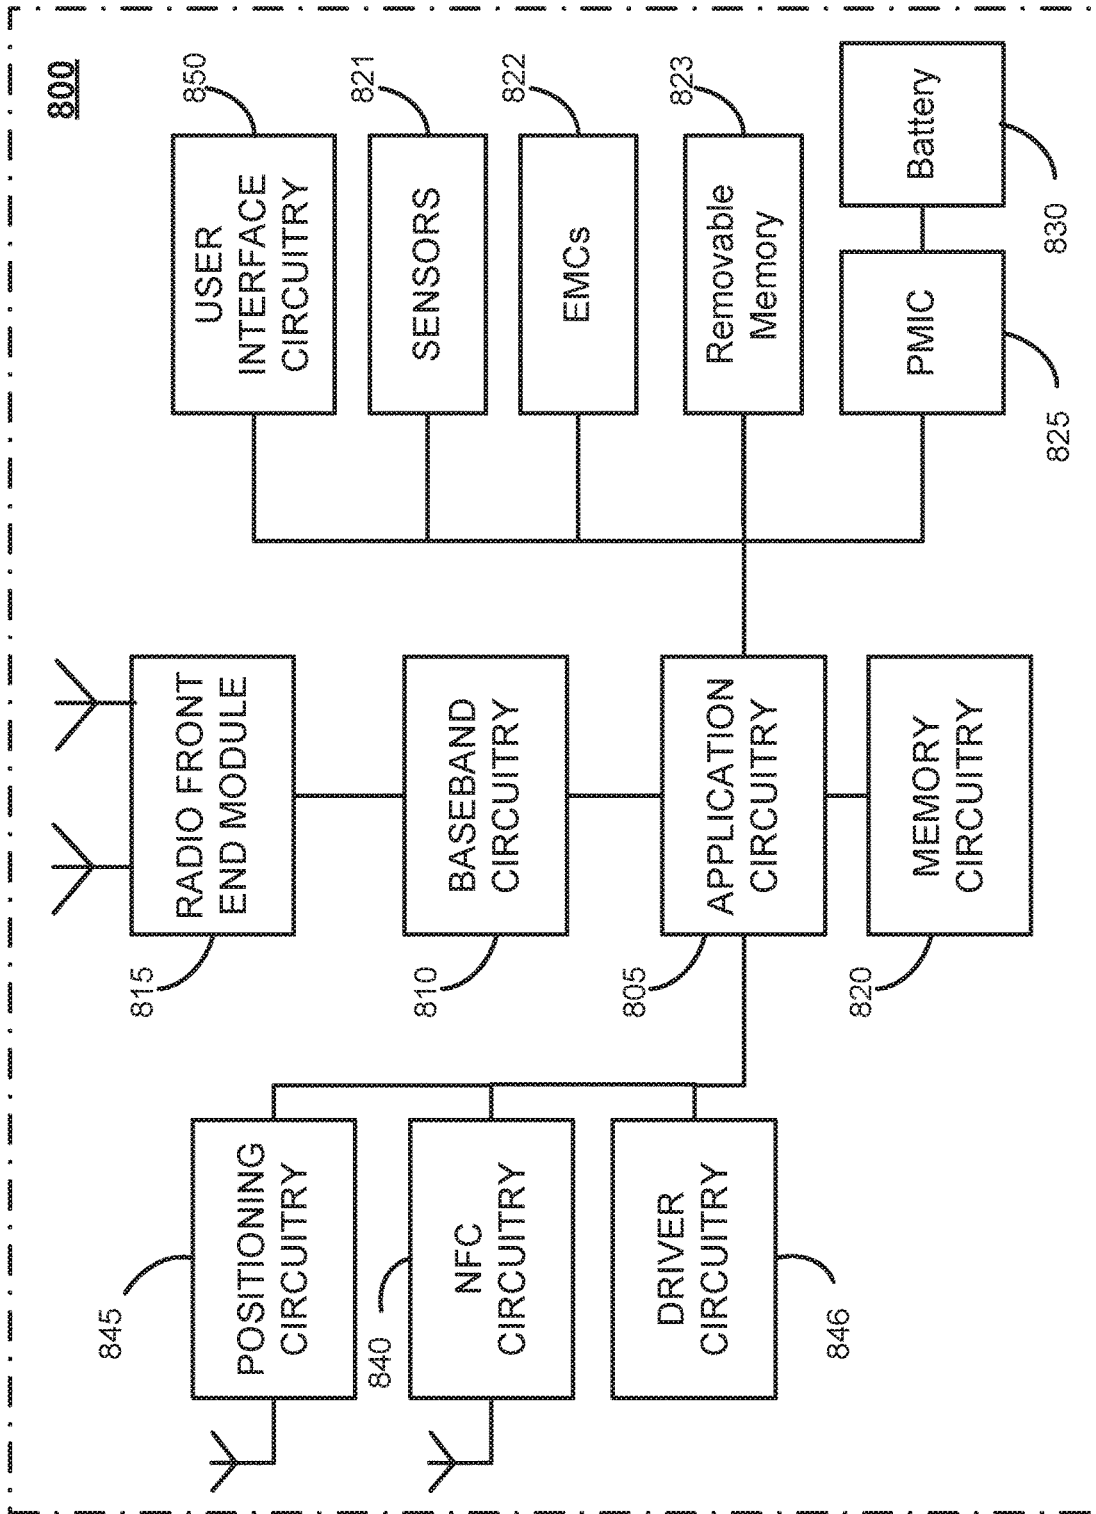 800
USER
INTERFACE
CIRCUITRY
850
SENSORS
821
EMCs
822
Removable
Memory
823
Battery
830
PMIC
825
RADIO FRONT
END MODULE
815
BASEBAND
CIRCUITRY
810
APPLICATION
CIRCUITRY
805
MEMORY
CIRCUITRY
820
POSITIONING
CIRCUITRY
845
NFC
CIRCUITRY
840
DRIVER
CIRCUITRY
846